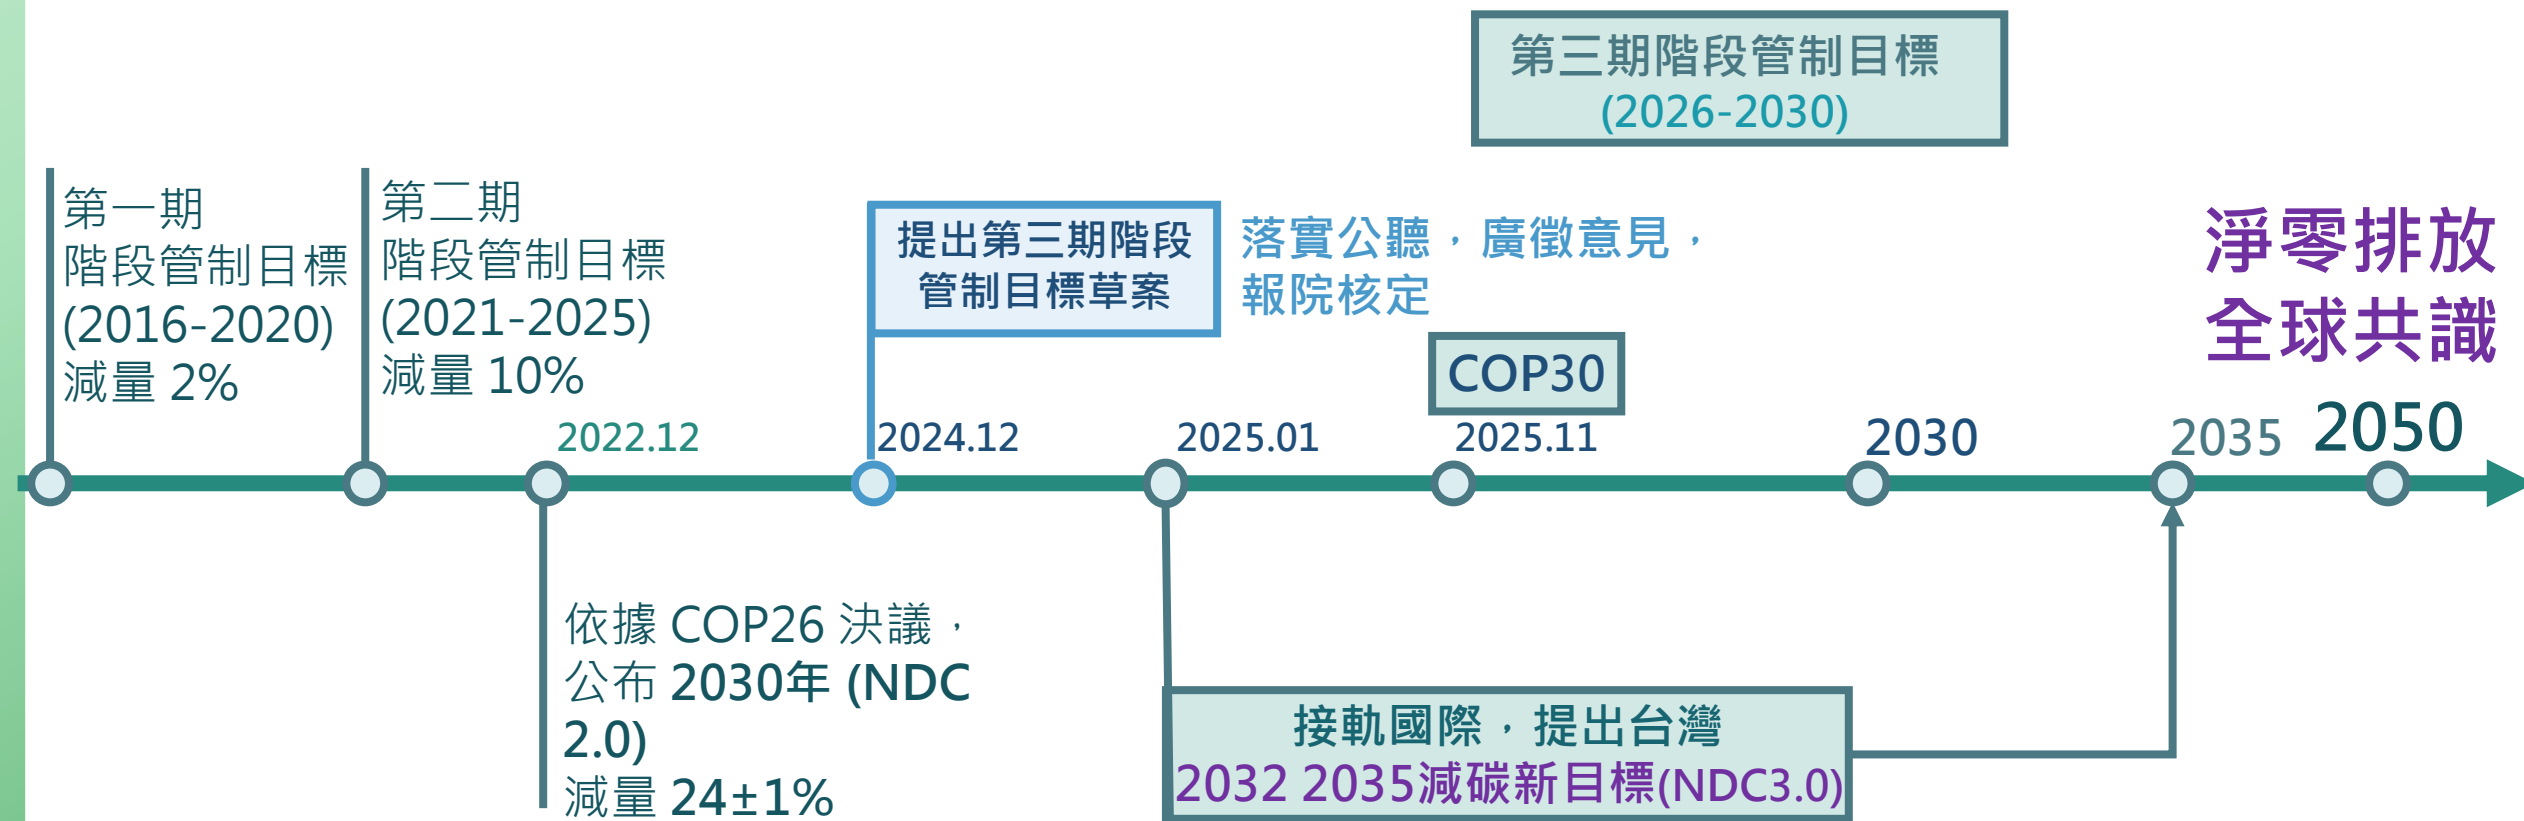 第三期階段管制目標
(2026-2030)
第一期
階段管制目標
(2016-2020)
減量 2%
第二期
階段管制目標
(2021-2025)
減量 10%
提出第三期階段
管制目標草案
落實公聽，廣徵意見，
報院核定
淨零排放
全球共識
COP30
2022.12
2024.12
2025.01
2025.11
2030
2035
2050
依據 COP26 決議，
公布 2030年 (NDC
2.0)
減量 24±1%
接軌國際，提出台灣
2032 2035減碳新目標(NDC3.0)